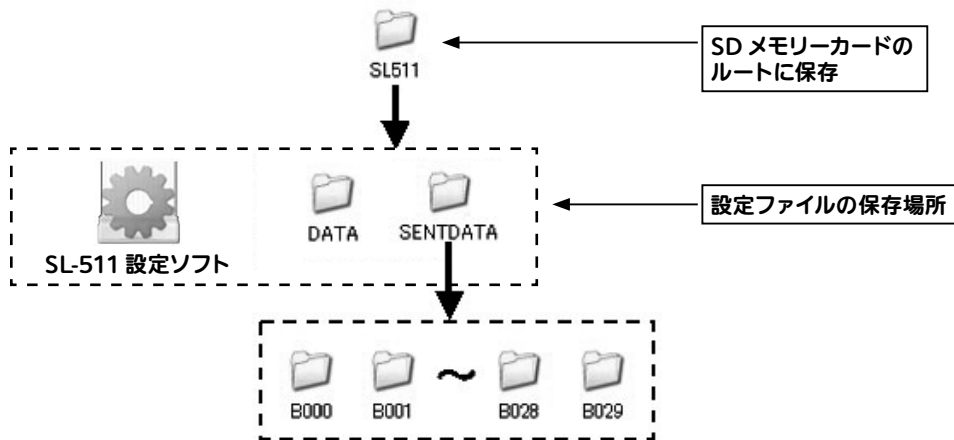 SL511
SD メモリーカードの
ルートに保存
DATA
SENTDATA
設定ファイルの保存場所
SL-511 設定ソフト
B000
B001
～
B028
B029